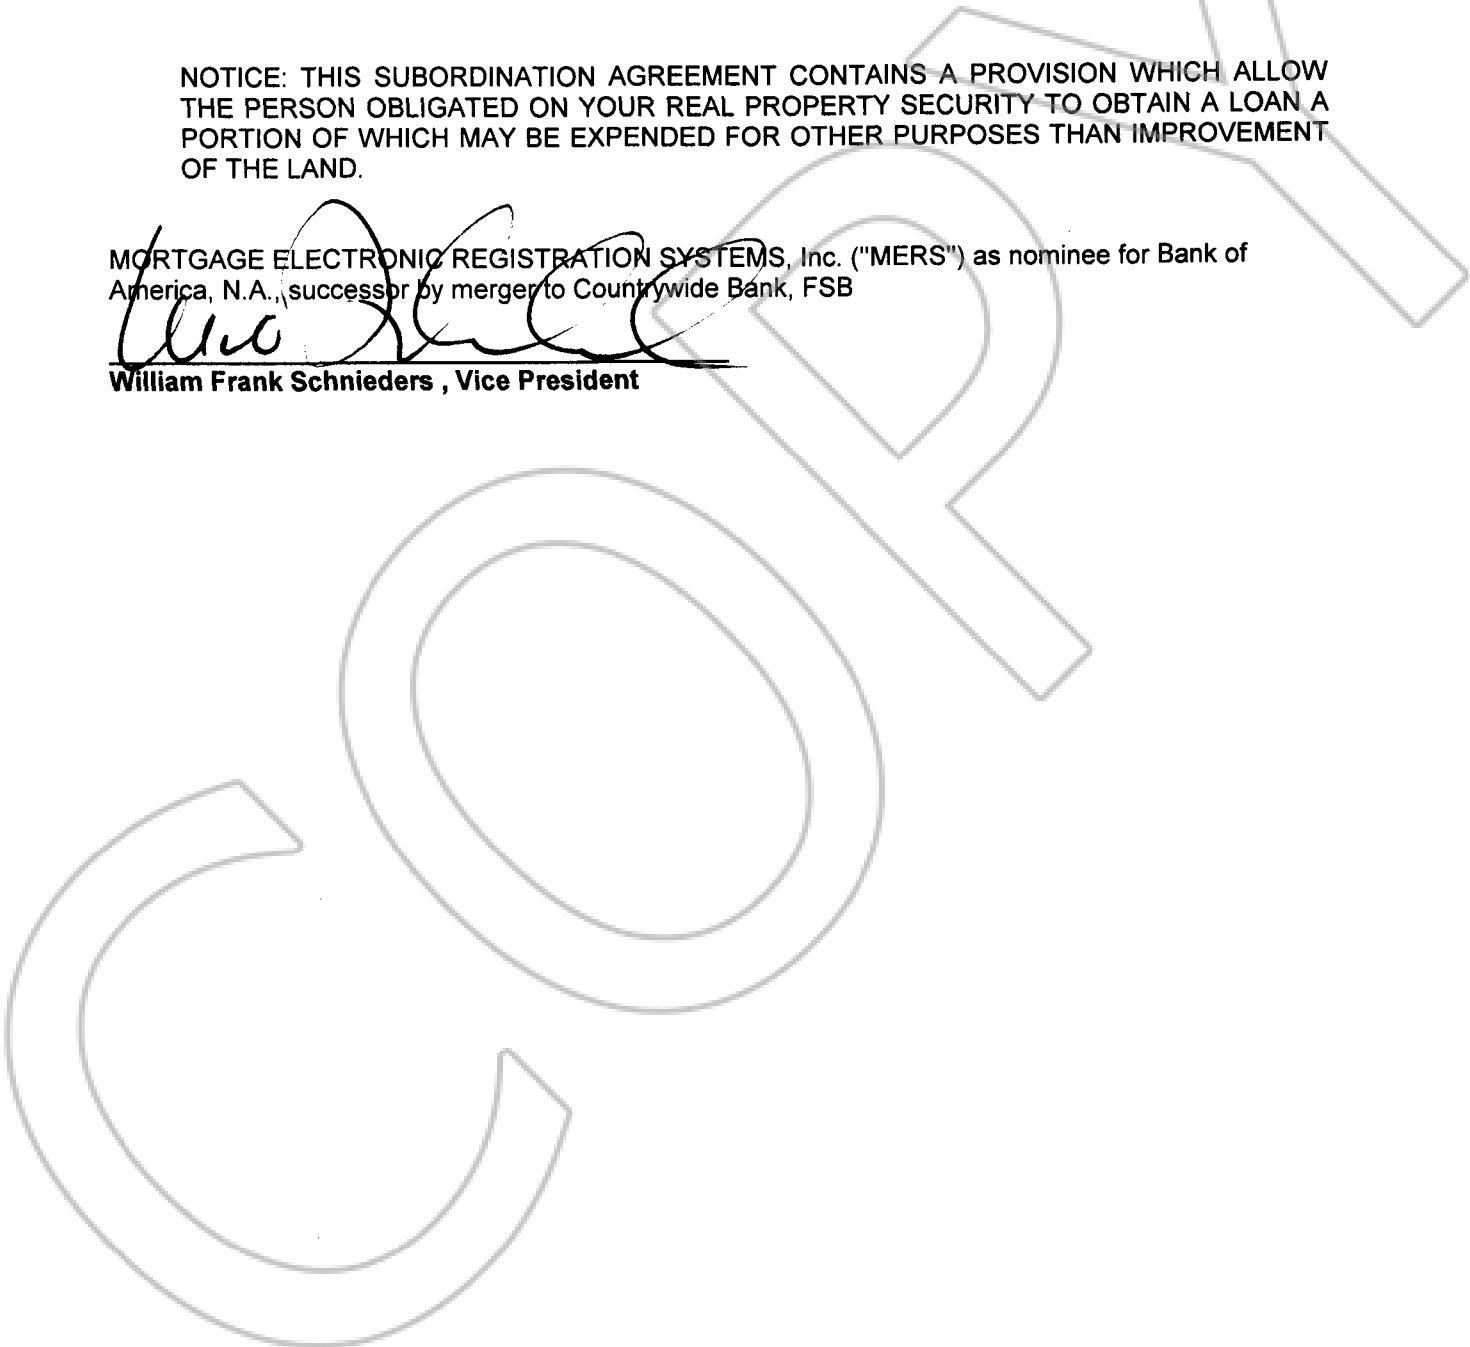 NOTICE: THIS SUBORDINATION AGREEMENT CONTAINS A PROVISION WHICH ALLOW
THE PERSON OBLIGATED ON YOUR REAL PROPERTY SECURITY TO OBTAIN A LOAN A
PORTION OF WHICH MAY BE EXPENDED FOR OTHER PURPOSES THAN IMPROVEMENT
OF THE LAND.
MORTGAGE ELECTRONIC REGISTRATION SYSTEMS, Inc. ("MERS") as nominee for Bank of
America, N.A., successor by merger to Countrywide Bank, FSB
William Frank Schnieders , Vice President
COPY